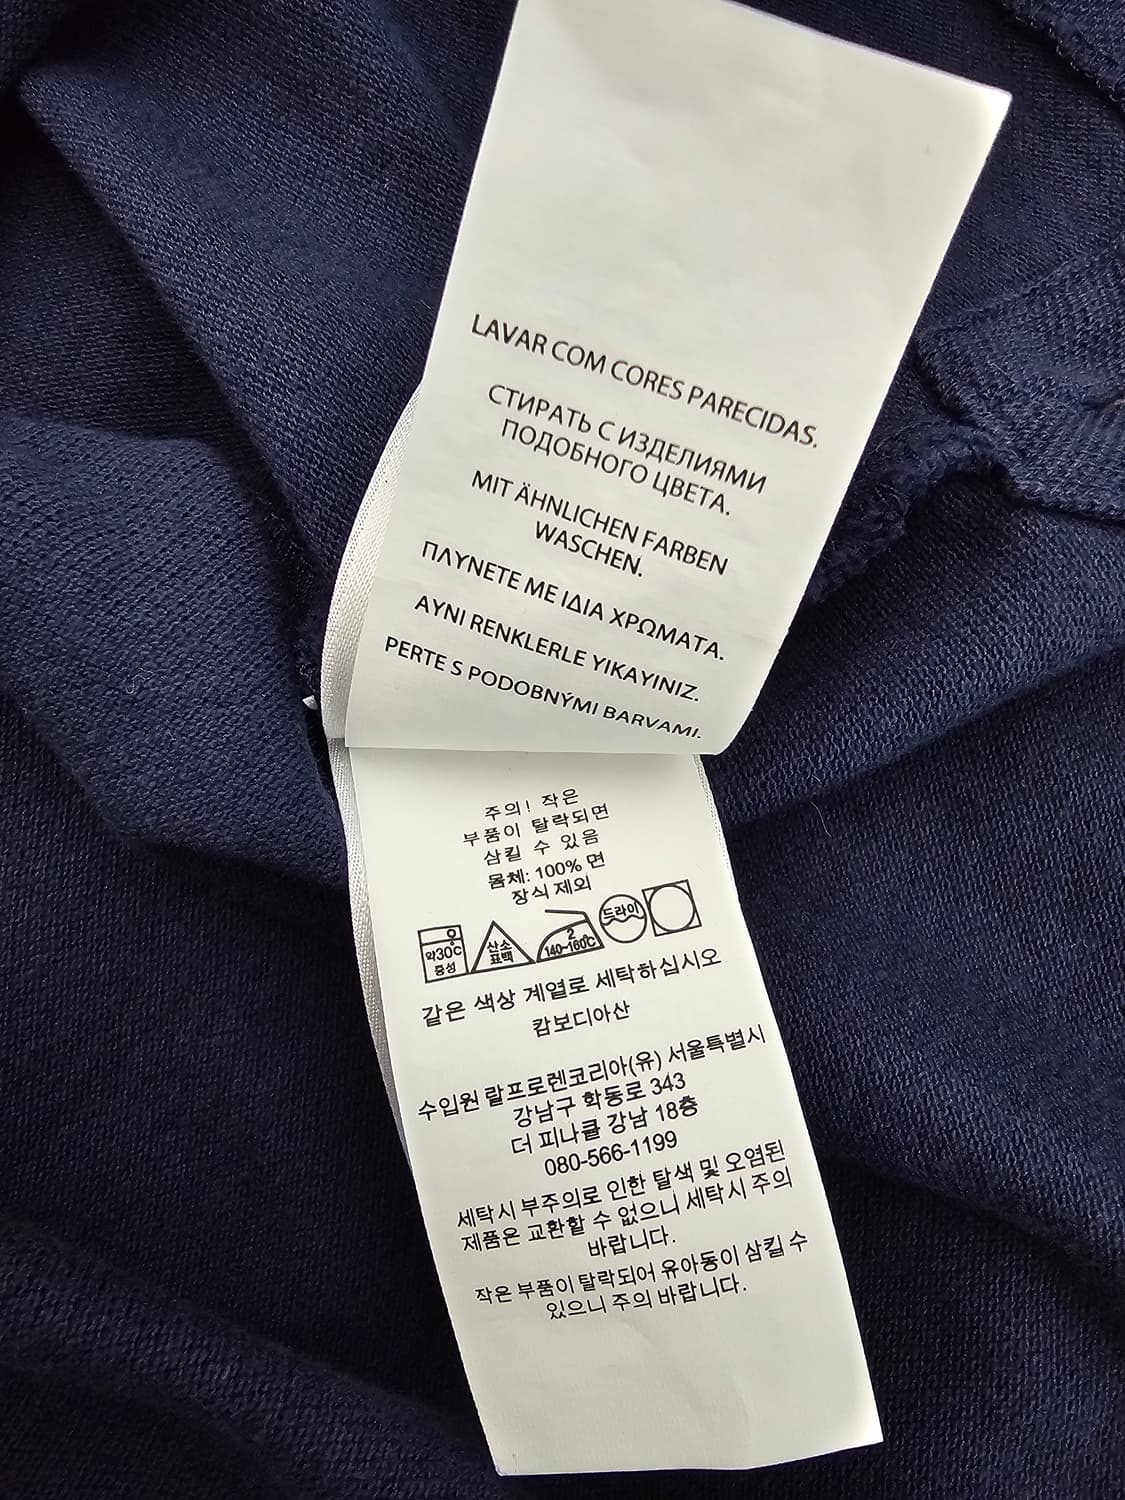 LAVAR COM CORES PARECIDAS.
СТИРАТЬ С ИЗДЕЛИЯМИ
ПОДОБНОГО ЦВЕТА.
MIT ÄHNLICHEN FARBEN
WASCHEN.
ΠΛΥΝΕΤΕ ΜΕ ΙΔΙΑ ΧΡΩΜΑΤΑ.
AYNI RENKLERLE YIKAYINIZ.
PERTE S PODOBNÝMI BARVAMI.
주의! 작은
부품이 탈락되면
삼킬 수 있음
몸체: 100% 면
장식 제외
약30℃
중성
산소
표백
2
140~160℃
드라이
같은 색상 계열로 세탁하십시오
캄보디아산
수입원 랄프로렌코리아(유) 서울특별시
강남구 학동로 343
더 피나클 강남 18층
080-566-1199
세탁시 부주의로 인한 탈색 및 오염된
제품은 교환할 수 없으니 세탁시 주의
바랍니다.
작은 부품이 탈락되어 유아동이 삼킬 수
있으니 주의 바랍니다.